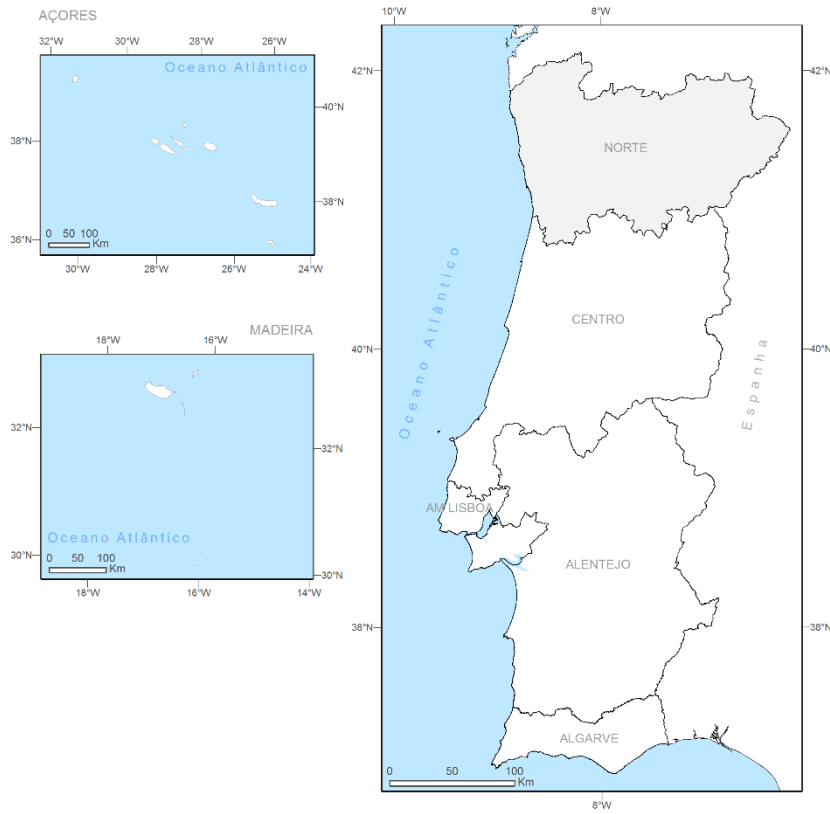 AÇORES
32°W 30°W 28°W 26°W
Oceano Atlântico
40°N
38°N
38°N
0 50 100
Km
36°N
30°W 28°W 26°W 24°W
MADEIRA
18°W 16°W
32°N
32°N
Oceano Atlântico
0 50 100
Km
30°N
30°N
18°W 16°W 14°W
10°W 8°W
42°N 42°N
NORTE
Oceano Atlântico
CENTRO
40°N 40°N
Espanha
AM LISBOA
ALENTEJO
38°N 38°N
ALGARVE
0 50 100
Km
8°W